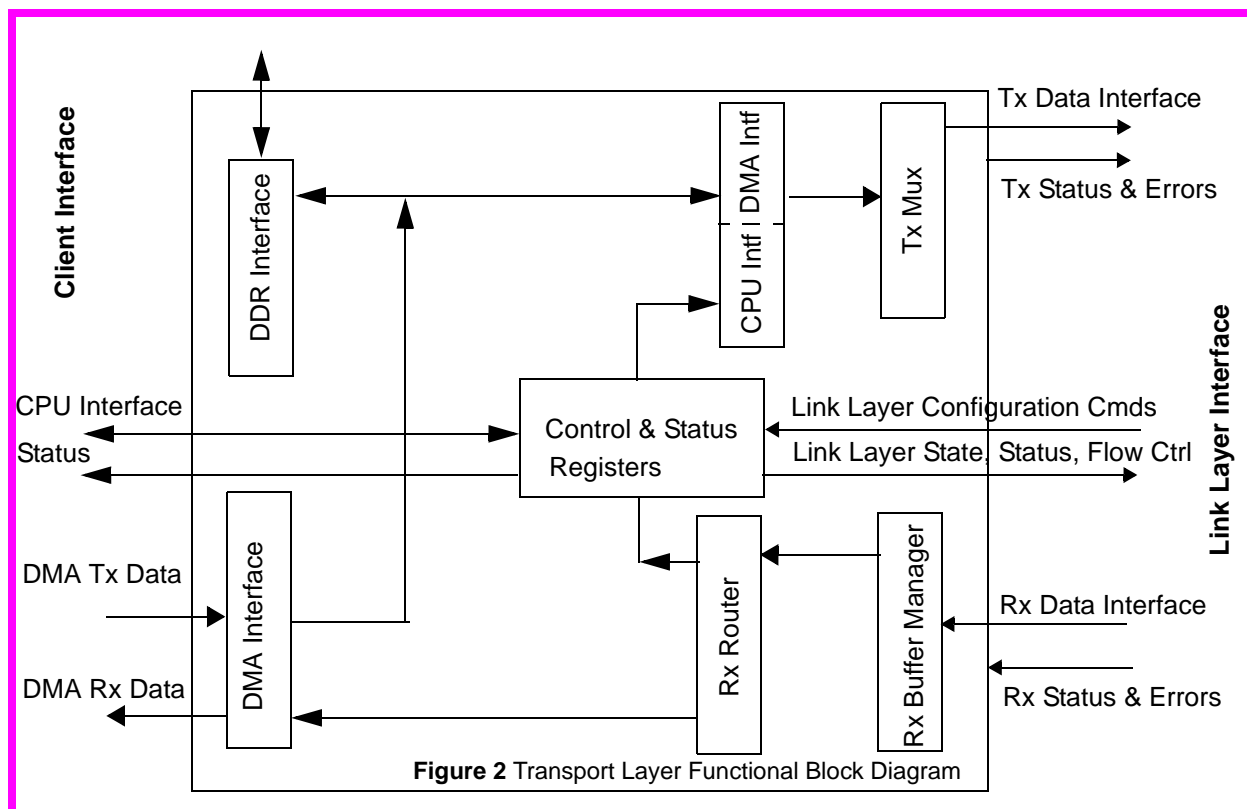 Client Interface
DDR Interface
CPU Intf
DMA Intf
Tx Mux
Tx Data Interface
Tx Status & Errors
Link Layer Interface
CPU Interface
Status
Control & Status
Registers
Link Layer Configuration Cmds
Link Layer State, Status, Flow Ctrl
DMA Tx Data
DMA Rx Data
DMA Interface
Rx Router
Rx Buffer Manager
Rx Data Interface
Rx Status & Errors
Figure 2 Transport Layer Functional Block Diagram